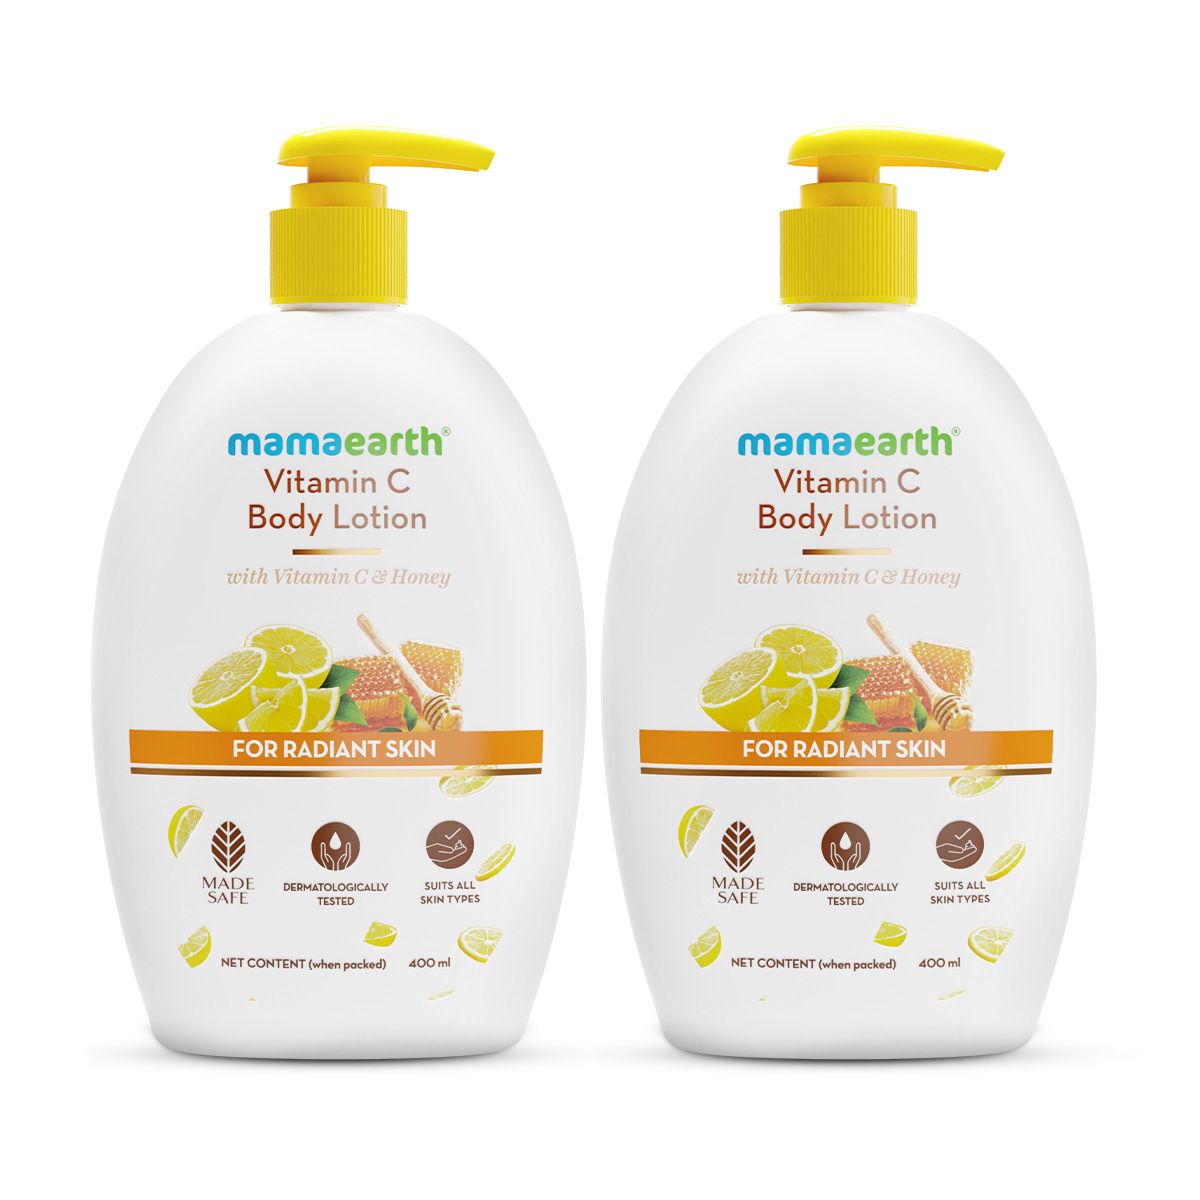 mamaearth®
Vitamin C
Body Lotion
with Vitamin C & Honey
FOR RADIANT SKIN
MADE
SAFE
DERMATOLOGICALLY
TESTED
SUITS ALL
SKIN TYPES
NET CONTENT (when packed) 400 ml
mamaearth®
Vitamin C
Body Lotion
with Vitamin C & Honey
FOR RADIANT SKIN
MADE
SAFE
DERMATOLOGICALLY
TESTED
SUITS ALL
SKIN TYPES
NET CONTENT (when packed) 400 ml